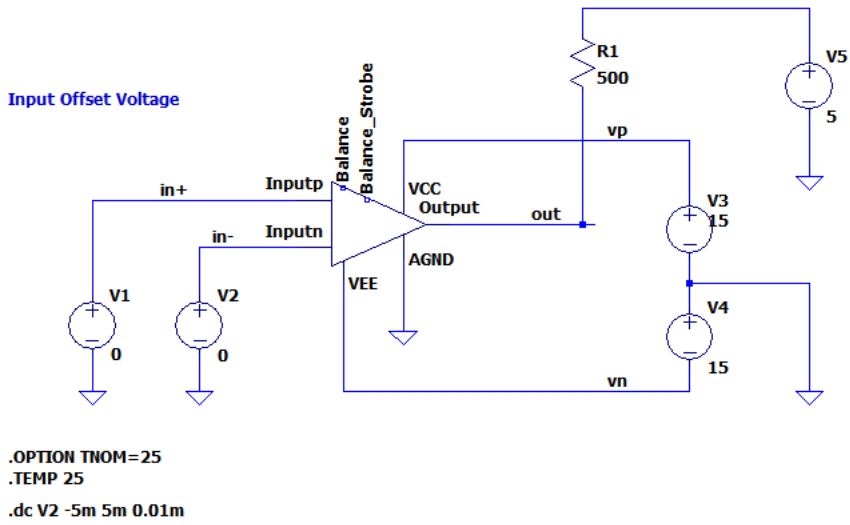 R1
500
V5
5
Input Offset Voltage
Balance
Balance_Strobe
vp
in+
Inputp
VCC
Output
out
V3
15
in-
Inputn
AGND
VEE
V1
0
V2
0
V4
15
vn
.OPTION TNOM=25
.TEMP 25
.dc V2 -5m 5m 0.01m